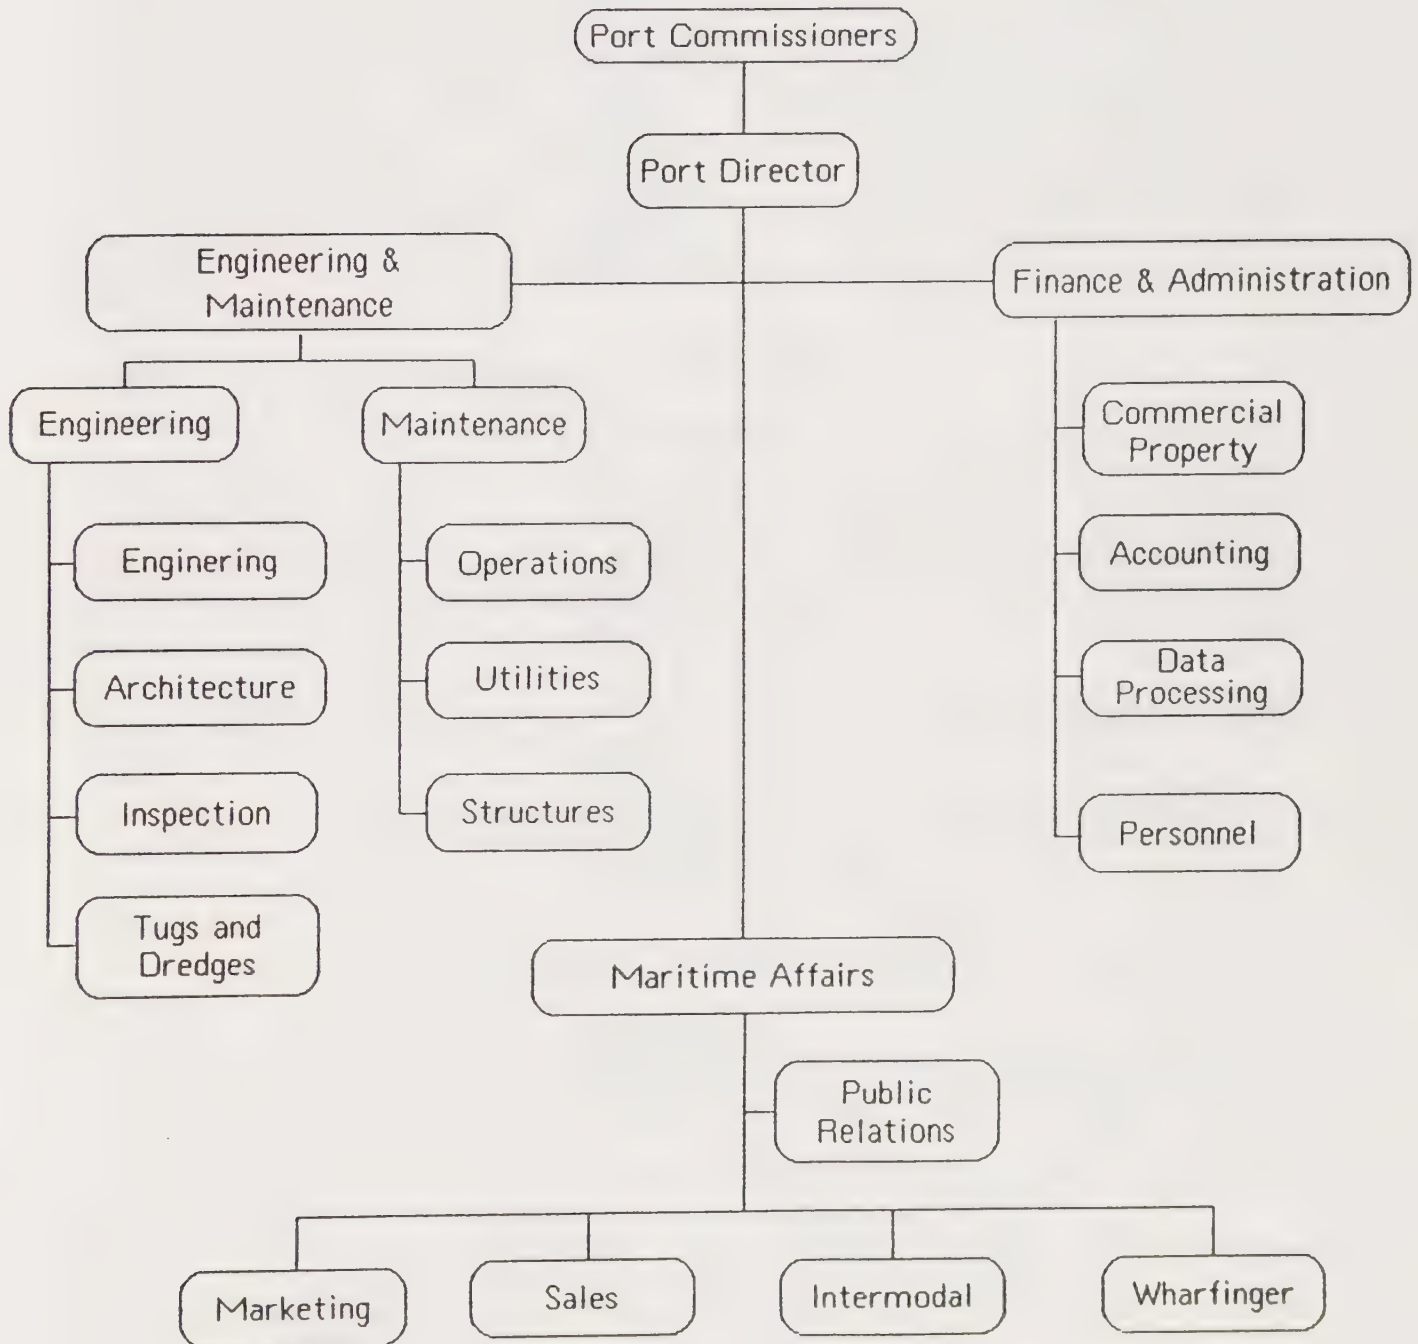 Port Commissioners
Port Director
Engineering &
Maintenance
Finance & Administration
Engineering
Maintenance
Commercial
Property
Enginering
Operations
Accounting
Architecture
Utilities
Data
Processing
Inspection
Structures
Personnel
Tugs and
Dredges
Maritime Affairs
Public
Relations
Marketing
Sales
Intermodal
Wharfinger